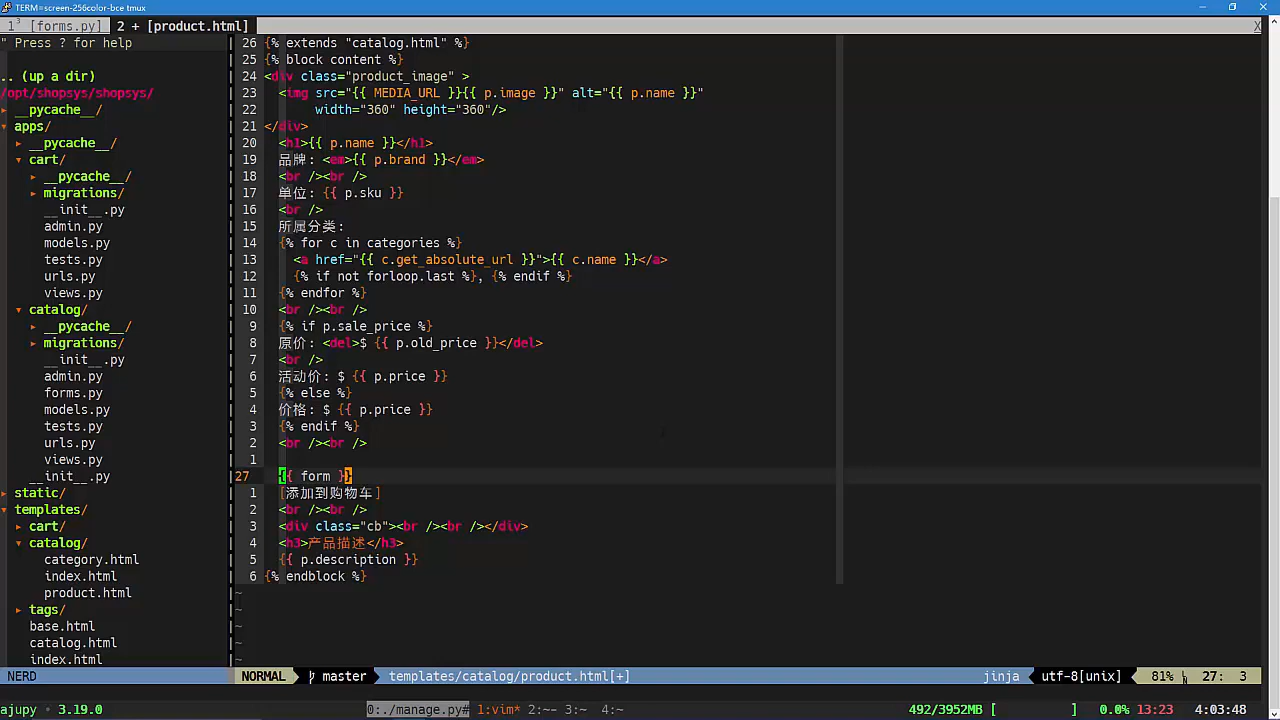 TERM=screen-256color-bce tmux
1 [forms.py] 2 + [product.html] X
" Press ? for help
.. (up a dir)
/opt/shopsys/shopsys/
▸ __pycache__/
▾ apps/
▸ __pycache__/
▾ cart/
▸ __pycache__/
▸ migrations/
__init__.py
admin.py
models.py
tests.py
urls.py
views.py
▾ catalog/
▸ __pycache__/
▸ migrations/
__init__.py
admin.py
forms.py
models.py
tests.py
urls.py
views.py
__init__.py
▸ static/
▾ templates/
▸ cart/
▾ catalog/
category.html
index.html
product.html
▸ tags/
base.html
catalog.html
index.html
26 {% extends "catalog.html" %}
25 {% block content %}
24 <div class="product_image" >
23 <img src="{{ MEDIA_URL }}{{ p.image }}" alt="{{ p.name }}"
22 width="360" height="360"/>
21 </div>
20 <h1>{{ p.name }}</h1>
19 品牌: <em>{{ p.brand }}</em>
18 <br /><br />
17 单位: {{ p.sku }}
16 <br />
15 所属分类:
14 {% for c in categories %}
13 <a href="{{ c.get_absolute_url }}">{{ c.name }}</a>
12 {% if not forloop.last %}, {% endif %}
11 {% endfor %}
10 <br /><br />
9 {% if p.sale_price %}
8 原价: <del>$ {{ p.old_price }}</del>
7 <br />
6 活动价: $ {{ p.price }}
5 {% else %}
4 价格: $ {{ p.price }}
3 {% endif %}
2 <br /><br />
1
27 {{ form }}
1 [添加到购物车]
2 <br /><br />
3 <div class="cb"><br /><br /></div>
4 <h3>产品描述</h3>
5 {{ p.description }}
6 {% endblock %}
~
~
~
~
~
NERD NORMAL master templates/catalog/product.html[+] jinja utf-8[unix] 81% 27: 3
ajupy 3.19.0 0:./manage.py# 1:vim* 2:~- 3:~ 4:~ 492/3952MB [ ] 0.0% 13:23 4:03:48